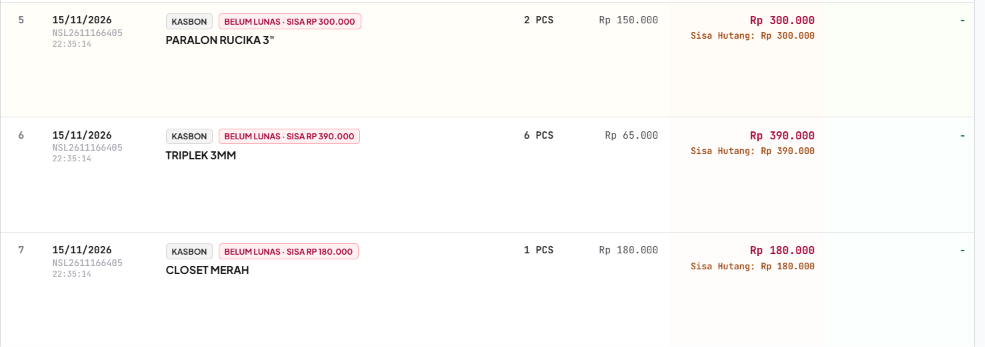 5 15/11/2026 KASBON BELUM LUNAS · SISA RP 300.000 2 PCS Rp 150.000 Rp 300.000 -
NSL2611166405 PARALON RUCIKA 3" Sisa Hutang: Rp 300.000
22:35:14
6 15/11/2026 KASBON BELUM LUNAS · SISA RP 390.000 6 PCS Rp 65.000 Rp 390.000 -
NSL2611166405 TRIPLEK 3MM Sisa Hutang: Rp 390.000
22:35:14
7 15/11/2026 KASBON BELUM LUNAS · SISA RP 180.000 1 PCS Rp 180.000 Rp 180.000 -
NSL2611166405 CLOSET MERAH Sisa Hutang: Rp 180.000
22:35:14